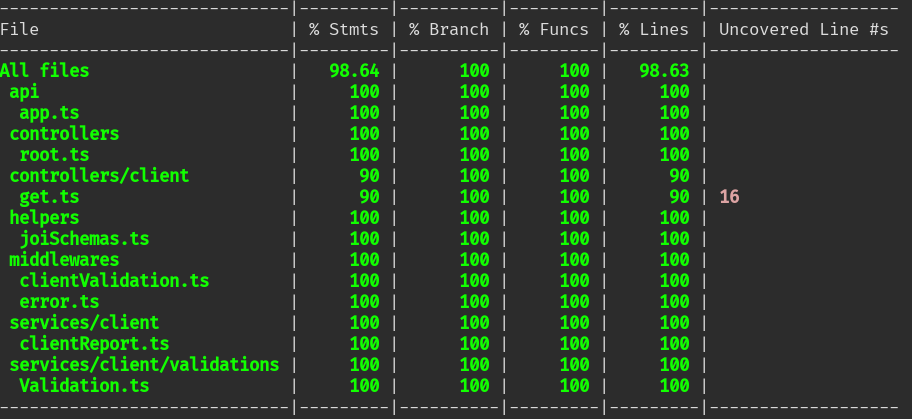 -----------------------------|---------|----------|---------|---------|-------------------
File                         | % Stmts | % Branch | % Funcs | % Lines | Uncovered Line #s
-----------------------------|---------|----------|---------|---------|-------------------
All files                    |   98.64 |      100 |     100 |   98.63 |
 api                         |     100 |      100 |     100 |     100 |
  app.ts                     |     100 |      100 |     100 |     100 |
 controllers                 |     100 |      100 |     100 |     100 |
  root.ts                    |     100 |      100 |     100 |     100 |
 controllers/client          |      90 |      100 |     100 |      90 |
  get.ts                     |      90 |      100 |     100 |      90 | 16
 helpers                     |     100 |      100 |     100 |     100 |
  joiSchemas.ts              |     100 |      100 |     100 |     100 |
 middlewares                 |     100 |      100 |     100 |     100 |
  clientValidation.ts        |     100 |      100 |     100 |     100 |
  error.ts                   |     100 |      100 |     100 |     100 |
 services/client             |     100 |      100 |     100 |     100 |
  clientReport.ts            |     100 |      100 |     100 |     100 |
 services/client/validations |     100 |      100 |     100 |     100 |
  Validation.ts              |     100 |      100 |     100 |     100 |
-----------------------------|---------|----------|---------|---------|-------------------